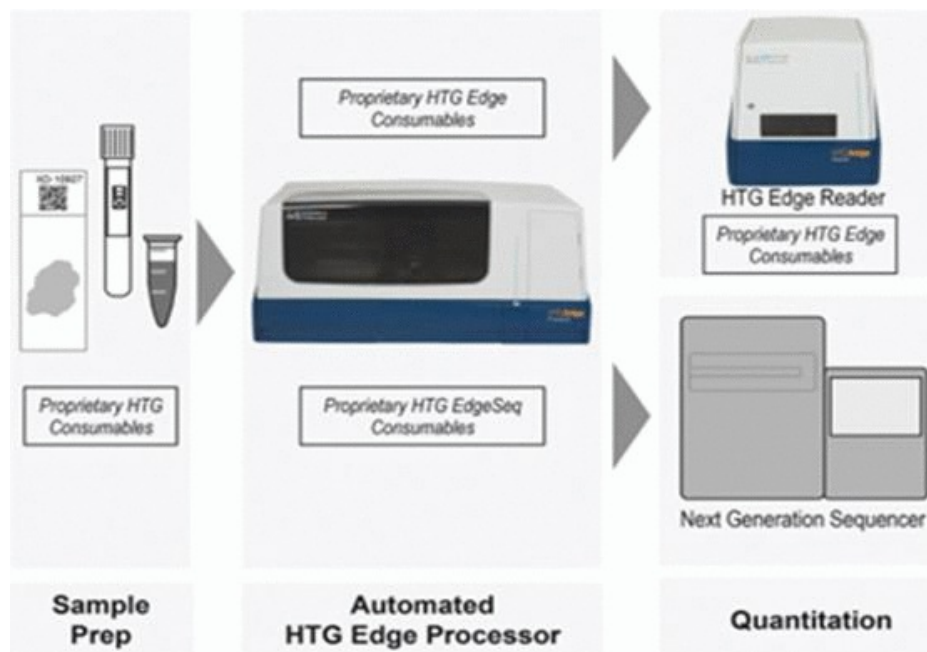 Proprietary HTG Edge
Consumables
HTG Edge Reader
Proprietary HTG Edge
Consumables
Proprietary HTG
Consumables
Proprietary HTG EdgeSeq
Consumables
Next Generation Sequencer
Sample
Prep
Automated
HTG Edge Processor
Quantitation